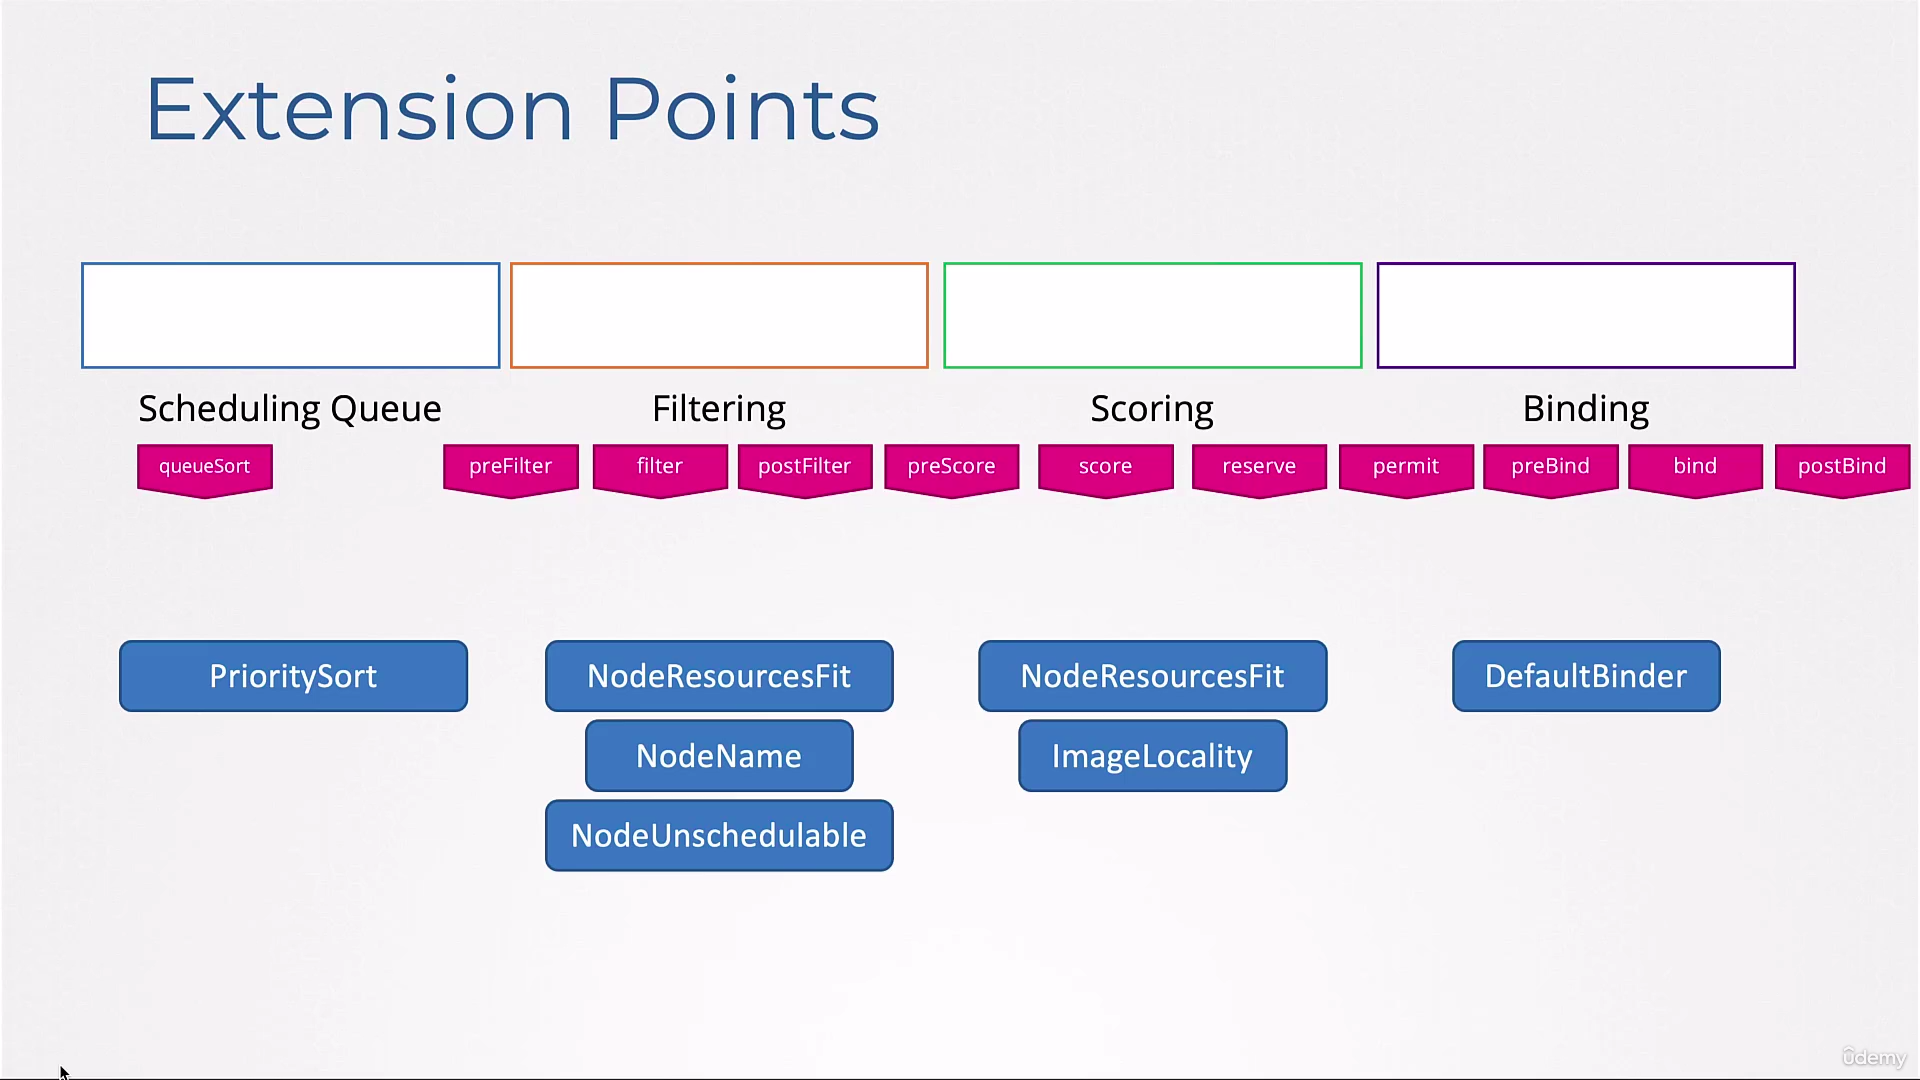 Extension Points
Scheduling Queue
Filtering
Scoring
Binding
queueSort
preFilter
filter
postFilter
preScore
score
reserve
permit
preBind
bind
postBind
PrioritySort
NodeResourcesFit
NodeResourcesFit
DefaultBinder
NodeName
ImageLocality
NodeUnschedulable
ûdemy